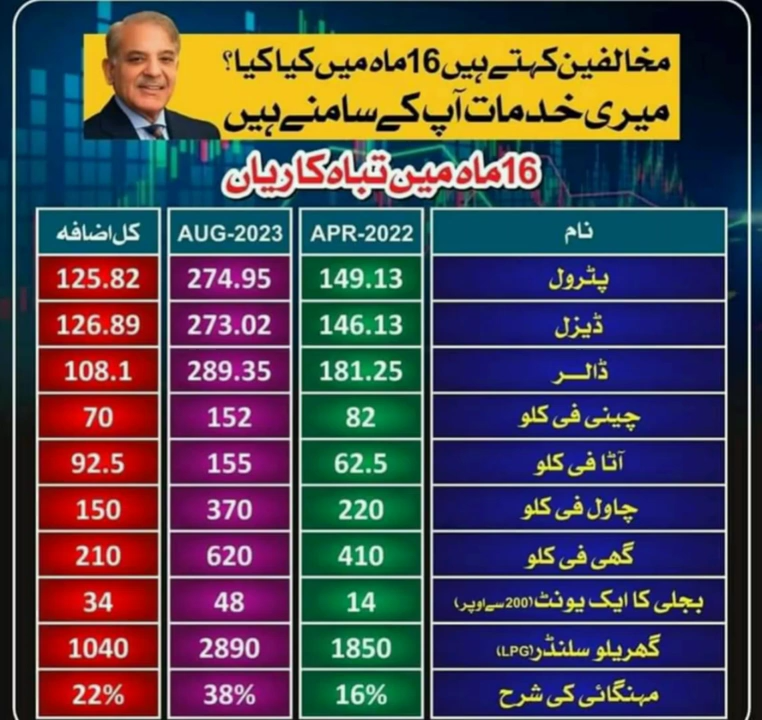 مخالفین کہتے ہیں 16 ماہ میں کیا کیا؟
میری خدمات آپ کے سامنے ہیں
16 ماہ میں تباہ کاریاں
نام APR-2022 AUG-2023 کل اضافہ
پٹرول 149.13 274.95 125.82
ڈیزل 146.13 273.02 126.89
ڈالـــر 181.25 289.35 108.1
چینی فی کلو 82 152 70
آٹا فی کلو 62.5 155 92.5
چاول فی کلو 220 370 150
گھی فی کلو 410 620 210
بجلی کا ایک یونٹ (200 سے اوپر) 14 48 34
گھریلو سلنڈر (LPG) 1850 2890 1040
مہنگائی کی شرح 16% 38% 22%